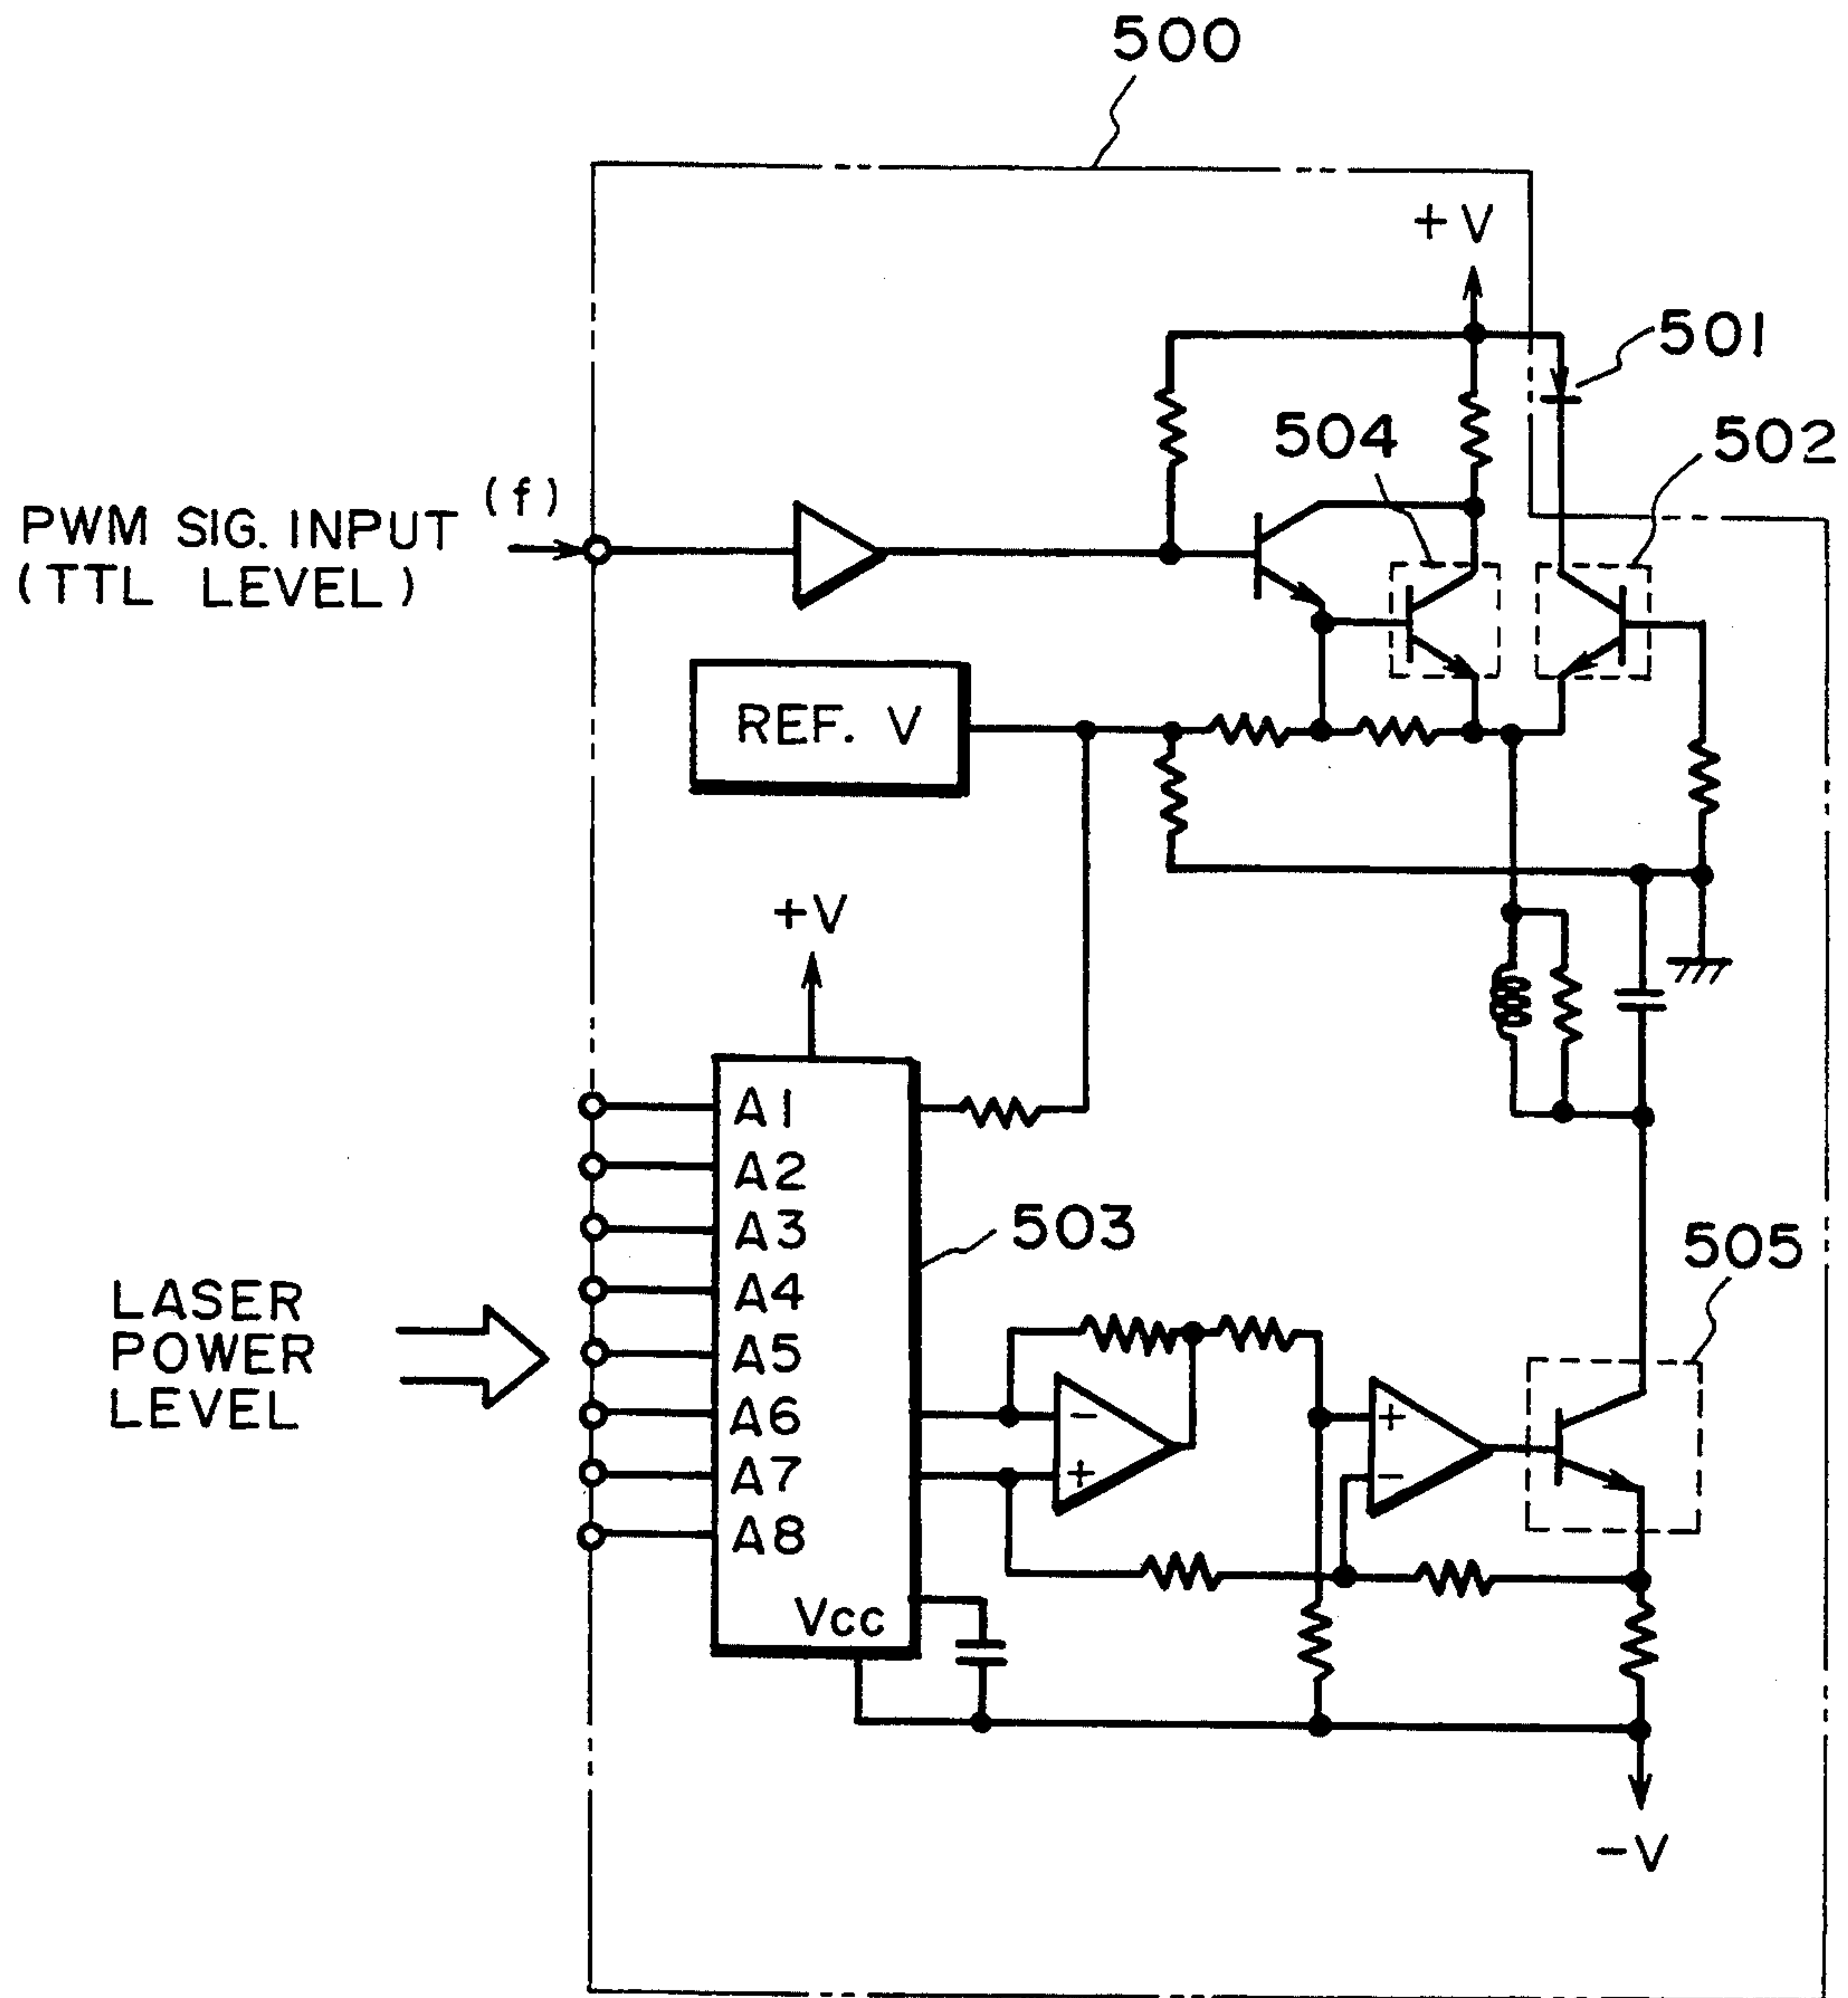 500
+V
501
504
502
PWM SIG. INPUT (f)
(TTL LEVEL)
REF. V
+V
A1
A2
A3
503
A4
505
LASER
POWER
LEVEL
A5
A6
A7
A8
- +
+ -
Vcc
-V